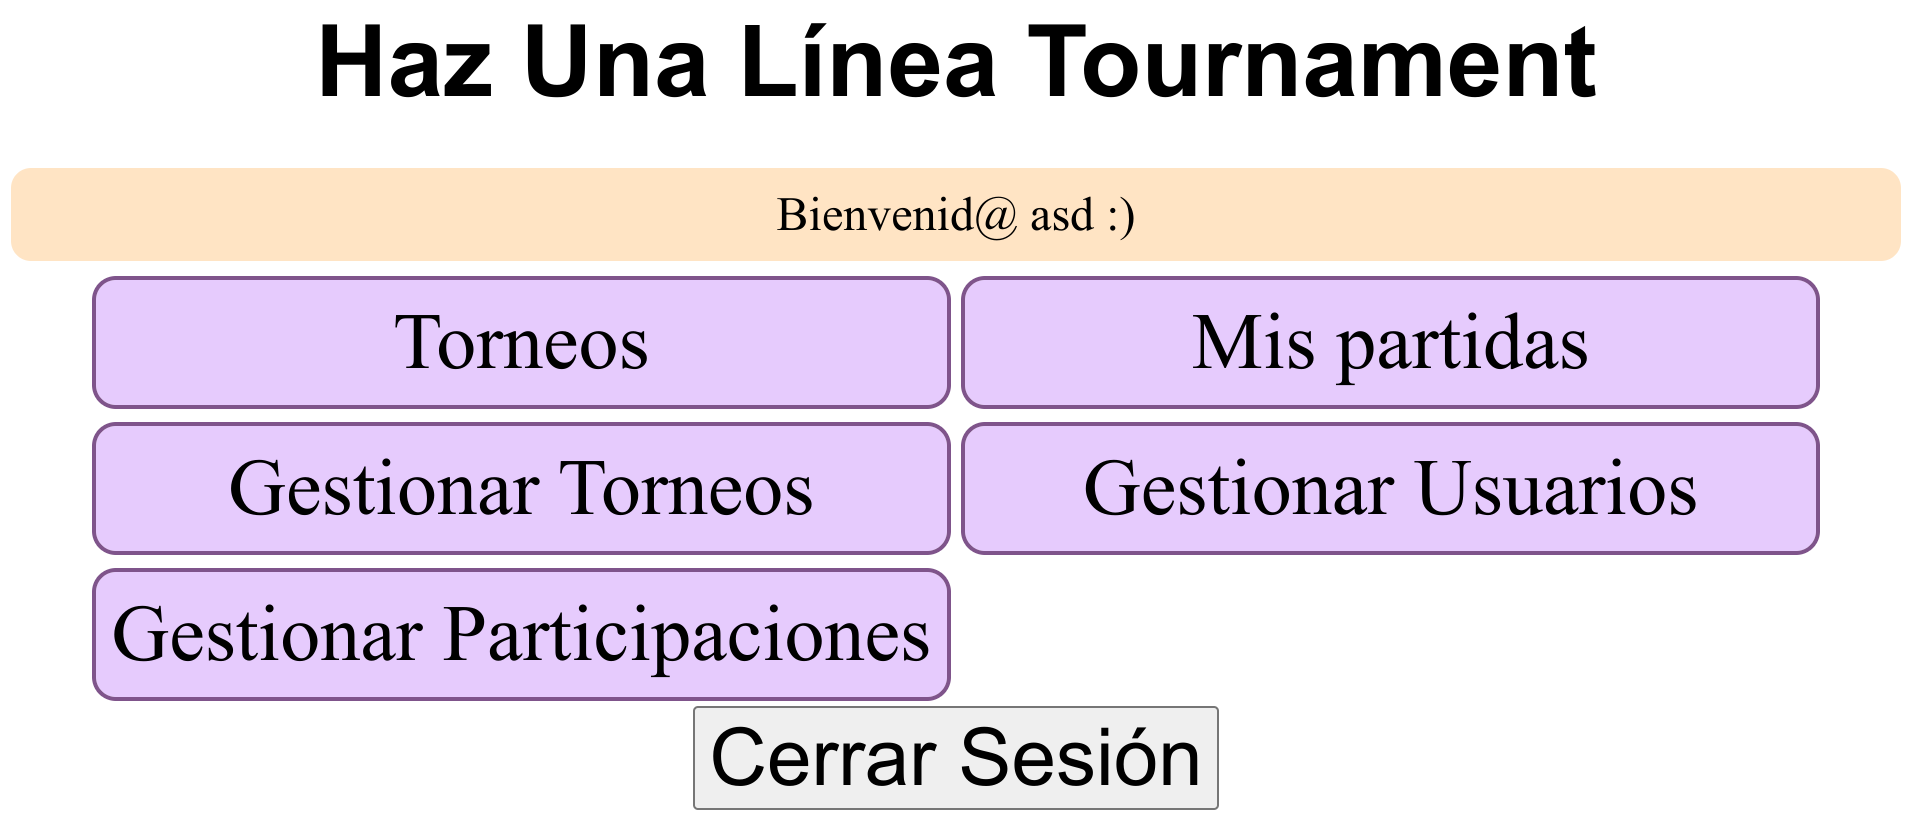 Haz Una Línea Tournament
Bienvenid@ asd :)
Torneos
Mis partidas
Gestionar Torneos
Gestionar Usuarios
Gestionar Participaciones
Cerrar Sesión